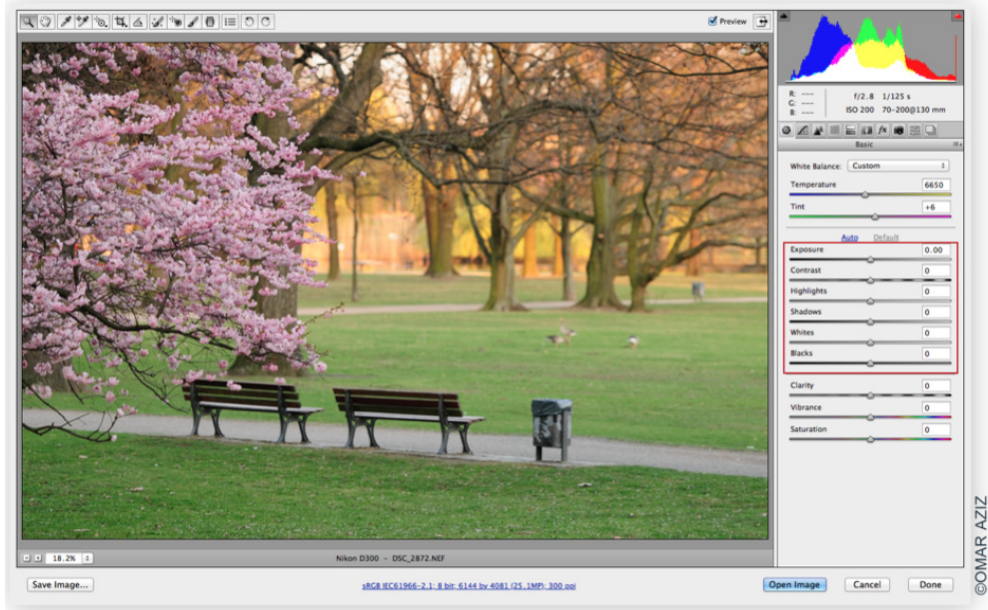 Preview
R: ---
G: ---
B: ---
f/2.8 1/125 s
ISO 200 70-200@130 mm
Basic
White Balance: Custom
Temperature 6650
Tint +6
Auto Default
Exposure 0.00
Contrast 0
Highlights 0
Shadows 0
Whites 0
Blacks 0
Clarity 0
Vibrance 0
Saturation 0
18.2%
Nikon D300 - DSC_2872.NEF
Save Image...
sRGB IEC61966-2.1; 8 bit; 6144 by 4081 (25.1MP); 300 ppi
Open Image
Cancel
Done
©OMAR AZIZ